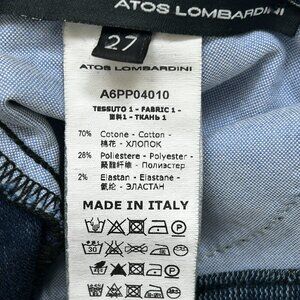 ATOS LOMBARDINI
27
ATOS LOMBARDINI
A6PP04010
TESSUTO 1 - FABRIC 1 -
面料1 - ТКАНЬ 1
70% Cotone - Cotton -
棉花 - ХЛОПОК
28% Poliestere - Polyester -
聚酯纤维 - Полиэстер
2% Elastan - Elastane -
氨纶 - ЭЛАСТАН
MADE IN ITALY
30